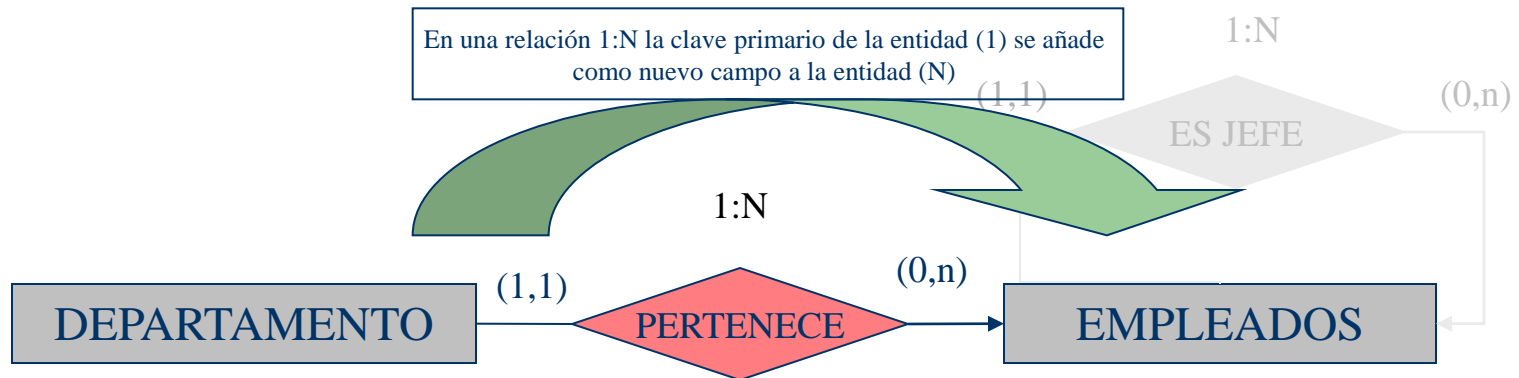 En una relación 1:N la clave primario de la entidad (1) se añade
como nuevo campo a la entidad (N)
1:N
(1,1)
(0,n)
ES JEFE
1:N
(1,1)
(0,n)
DEPARTAMENTO
PERTENECE
EMPLEADOS